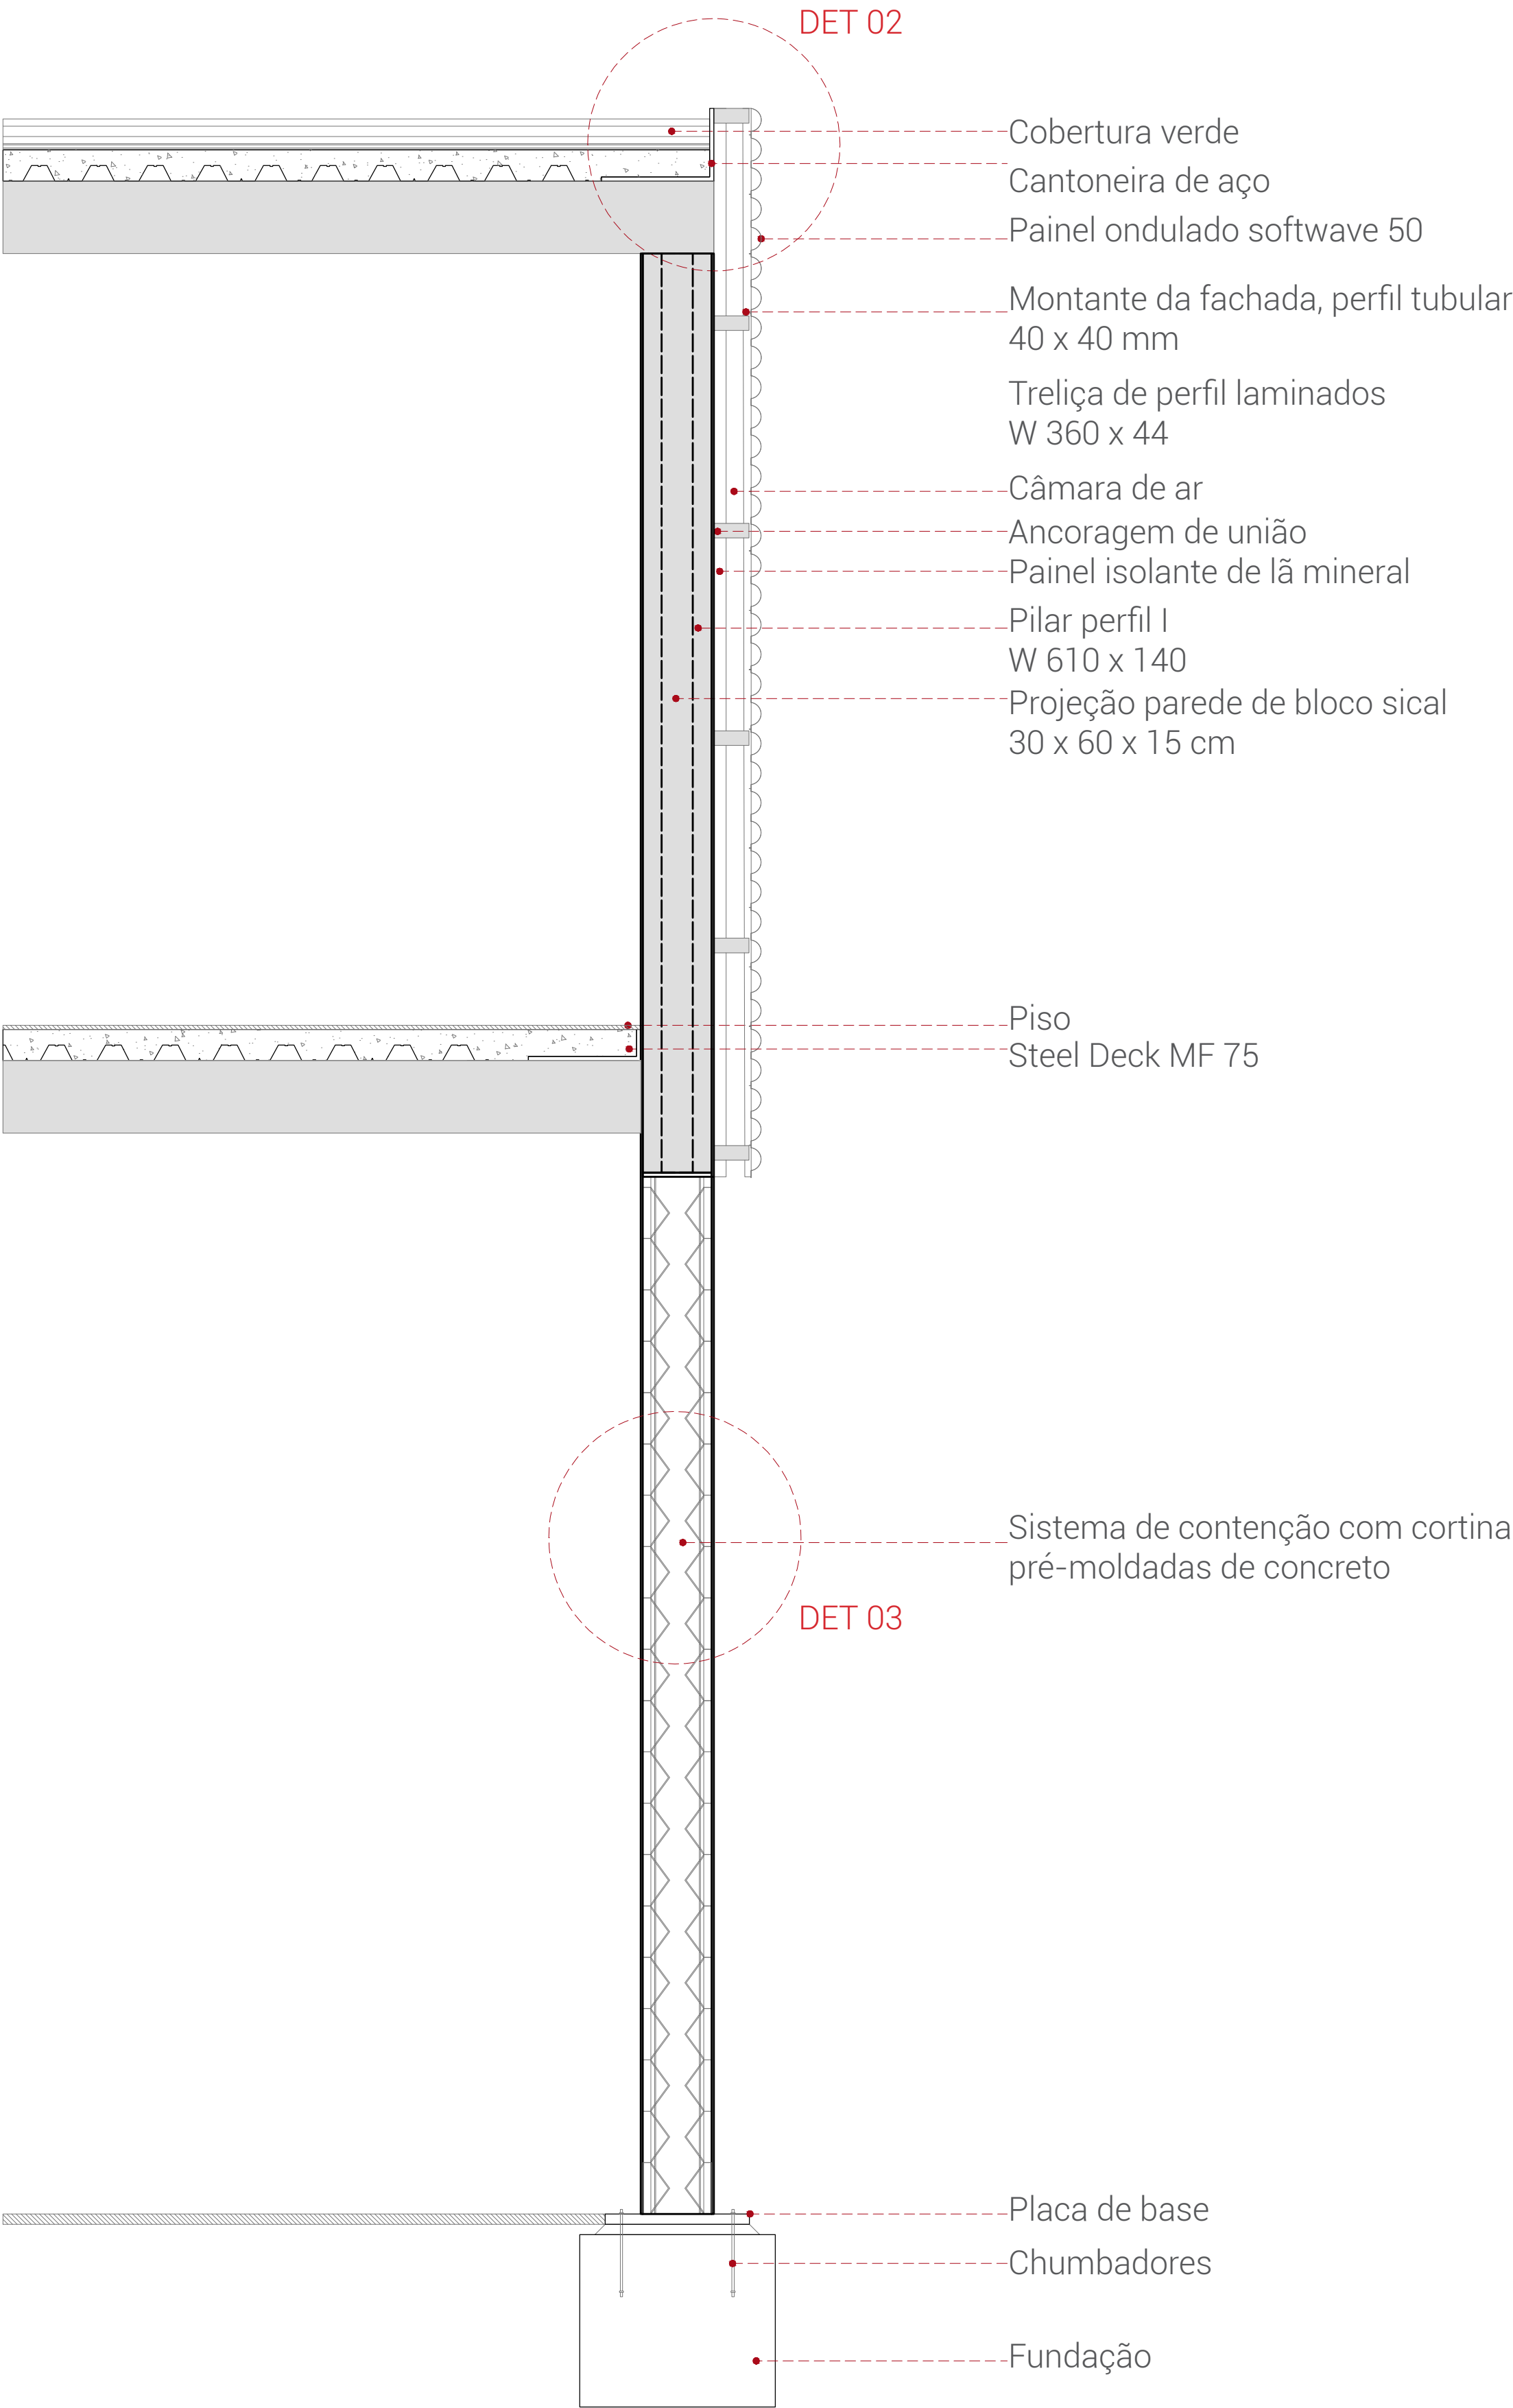 DET 02
Cobertura verde
Cantoneira de aço
Painel ondulado softwave 50
Montante da fachada, perfil tubular
40 x 40 mm
Treliça de perfil laminados
W 360 x 44
Câmara de ar
Ancoragem de união
Painel isolante de lã mineral
Pilar perfil I
W 610 x 140
Projeção parede de bloco sical
30 x 60 x 15 cm
Piso
Steel Deck MF 75
Sistema de contenção com cortina
pré-moldadas de concreto
DET 03
Placa de base
Chumbadores
Fundação